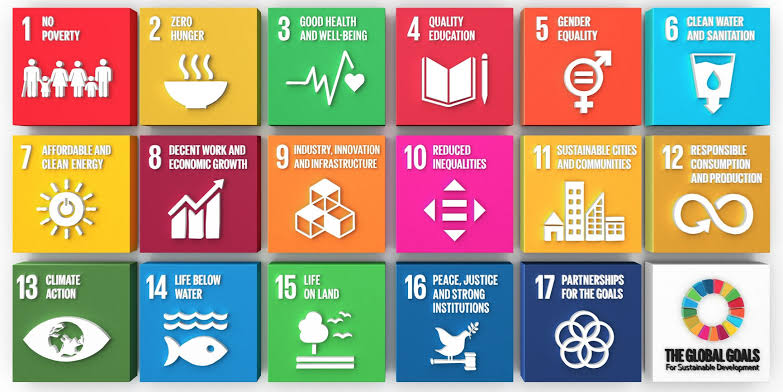 1 NO
POVERTY
2 ZERO
HUNGER
3 GOOD HEALTH
AND WELL-BEING
4 QUALITY
EDUCATION
5 GENDER
EQUALITY
6 CLEAN WATER
AND SANITATION
7 AFFORDABLE AND
CLEAN ENERGY
8 DECENT WORK AND
ECONOMIC GROWTH
9 INDUSTRY, INNOVATION
AND INFRASTRUCTURE
10 REDUCED
INEQUALITIES
11 SUSTAINABLE CITIES
AND COMMUNITIES
12 RESPONSIBLE
CONSUMPTION
AND PRODUCTION
13 CLIMATE
ACTION
14 LIFE BELOW
WATER
15 LIFE
ON LAND
16 PEACE, JUSTICE
AND STRONG
INSTITUTIONS
17 PARTNERSHIPS
FOR THE GOALS
THE GLOBAL GOALS
For Sustainable Development